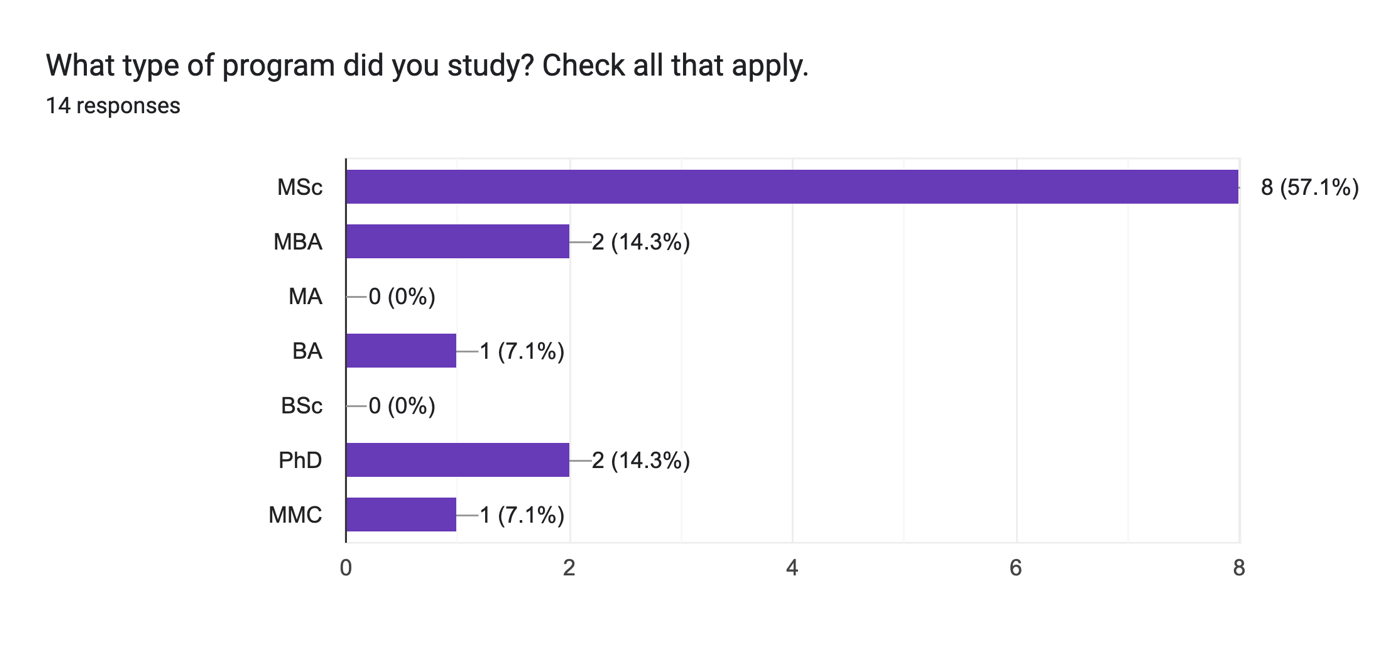 What type of program did you study? Check all that apply.
14 responses
MSc 8 (57.1%)
MBA 2 (14.3%)
MA 0 (0%)
BA 1 (7.1%)
BSc 0 (0%)
PhD 2 (14.3%)
MMC 1 (7.1%)
0 2 4 6 8